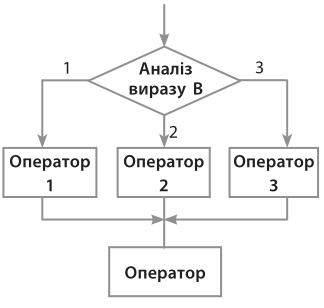 Аналіз
виразу В
1
3
2
Оператор
1
Оператор
2
Оператор
3
Оператор